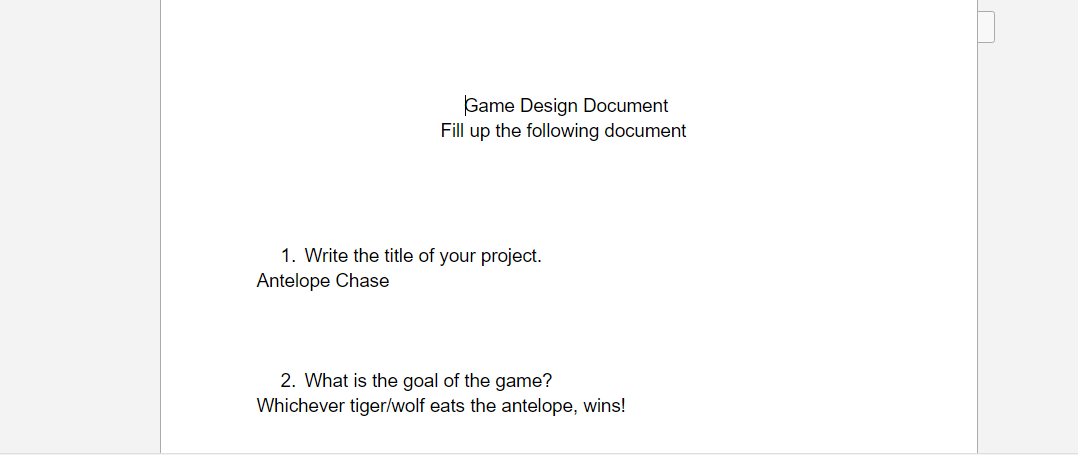 Game Design Document
Fill up the following document
1. Write the title of your project.
Antelope Chase
2. What is the goal of the game?
Whichever tiger/wolf eats the antelope, wins!